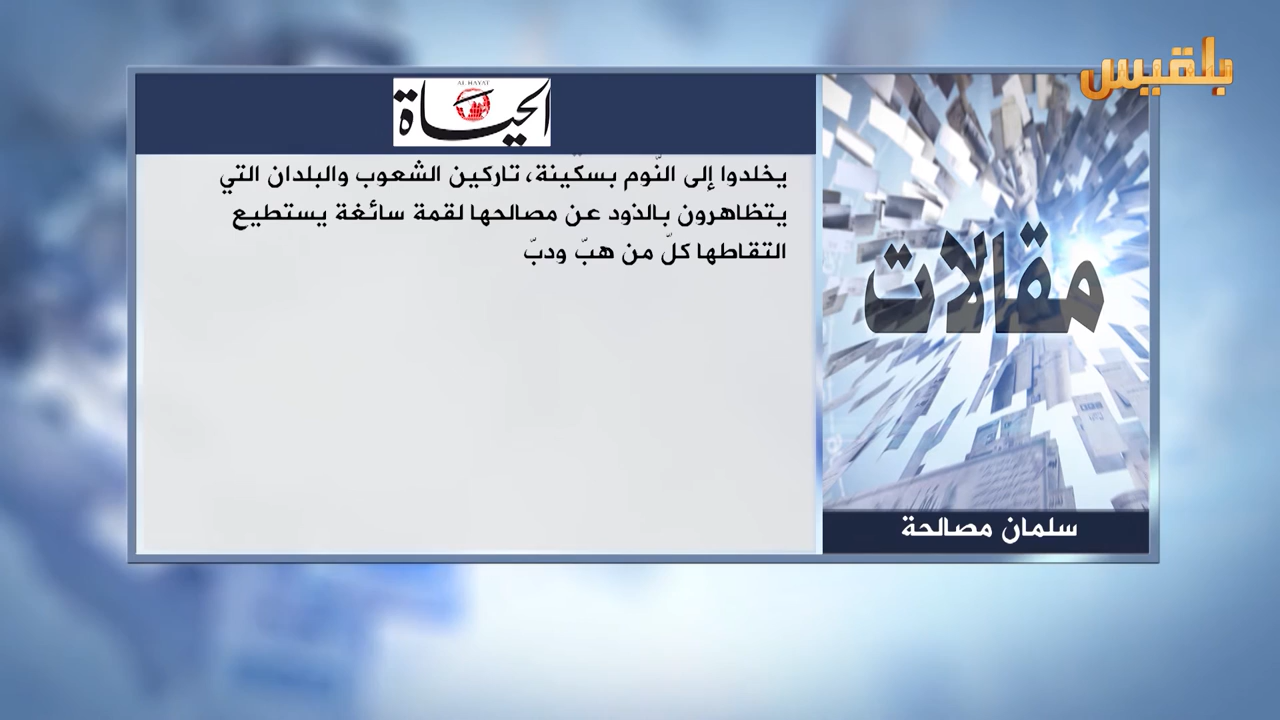 بلقيس
AL HAYAT
الحياة
يخلدوا إلى النّوم بسكّينة، تاركين الشعوب والبلدان التي
يتظاهرون بالذود عن مصالحها لقمة سائغة يستطيع
التقاطها كلّ من هبّ ودبّ
مقالات
سلمان مصالحة